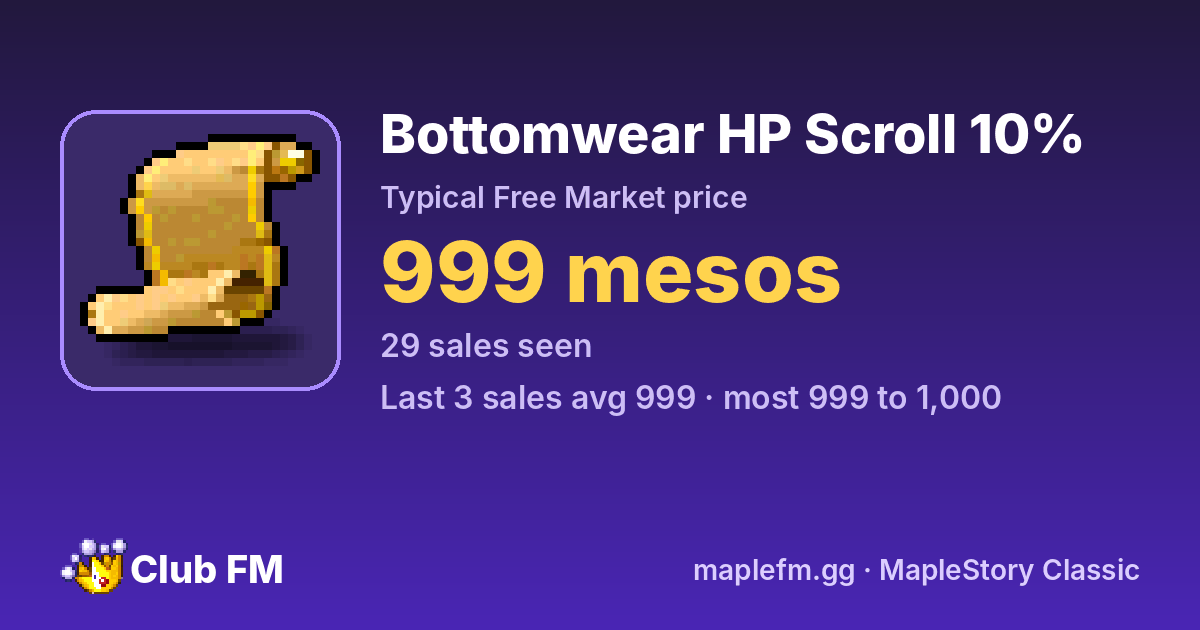 Bottomwear HP Scroll 10%
Typical Free Market price
999 mesos
29 sales seen
Last 3 sales avg 999 · most 999 to 1,000
Club FM
maplefm.gg · MapleStory Classic